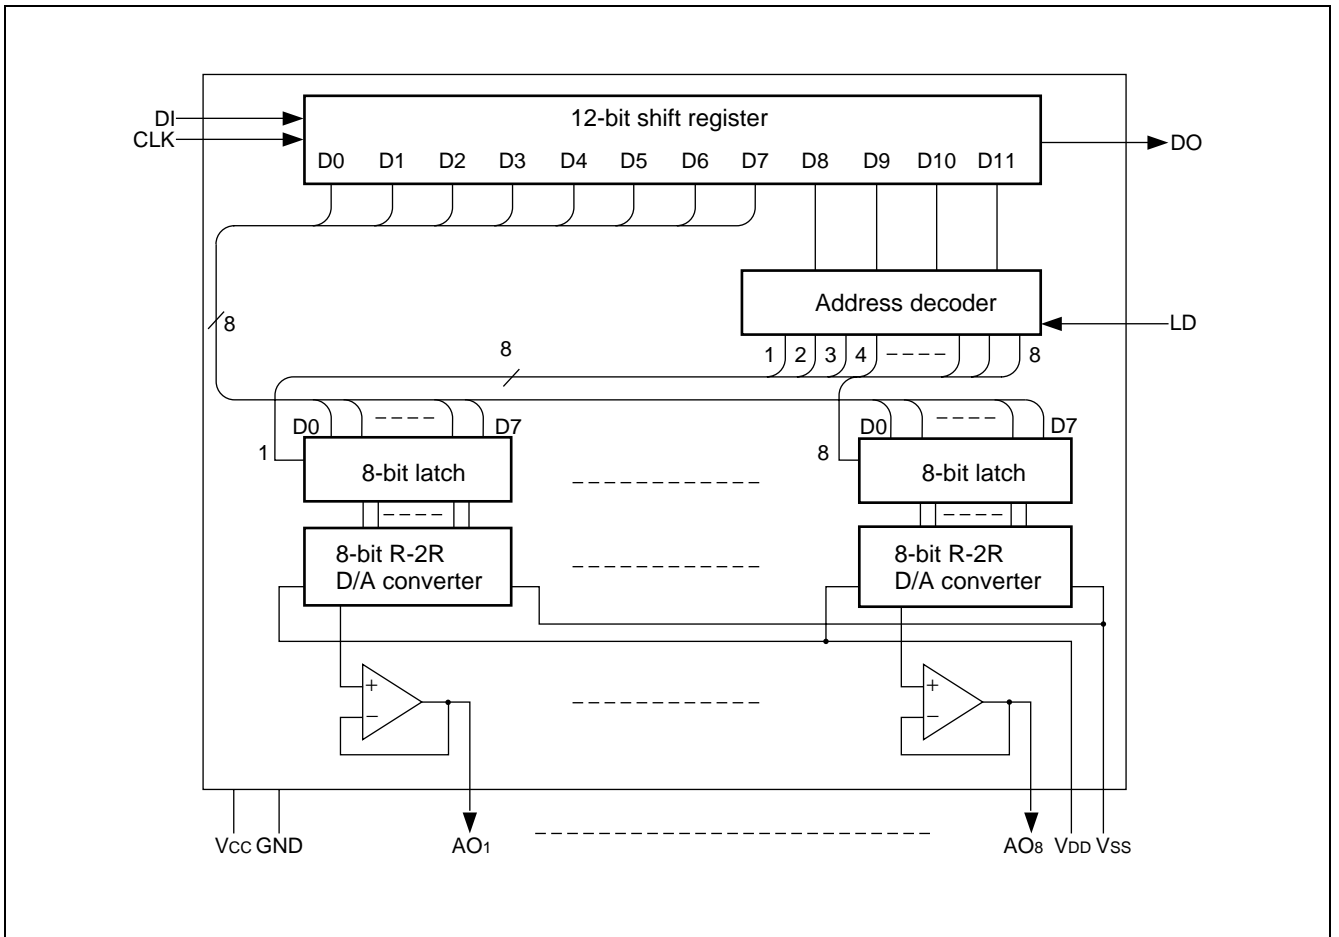 12-bit shift register
DI
CLK
DO
D0 D1 D2 D3 D4 D5 D6 D7 D8 D9 D10 D11
Address decoder
LD
8
1 2 3 4 8
8
D0 D7
D0 D7
1
8
8-bit latch
8-bit latch
8-bit R-2R
D/A converter
8-bit R-2R
D/A converter
+
−
+
−
VCC GND AO1 AO8 VDD VSS